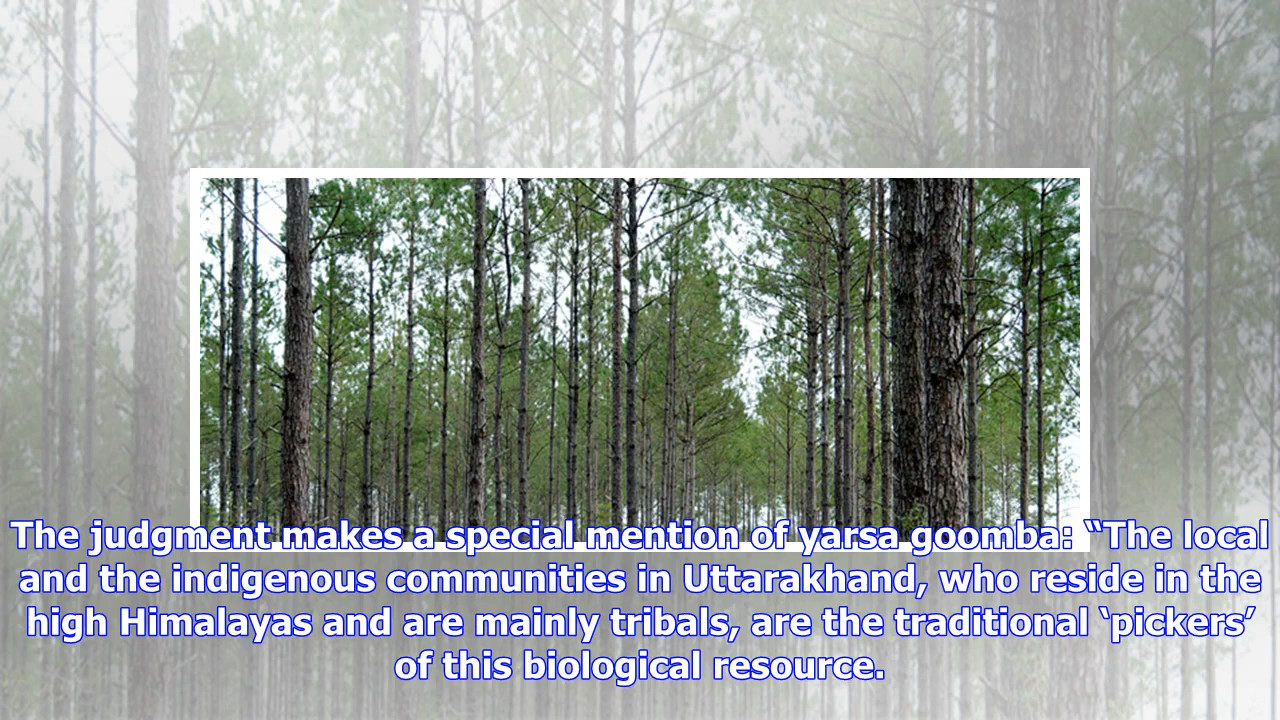 The judgment makes a special mention of yarsa goomba: “The local
and the indigenous communities in Uttarakhand, who reside in the
high Himalayas and are mainly tribals, are the traditional ‘pickers’
of this biological resource.